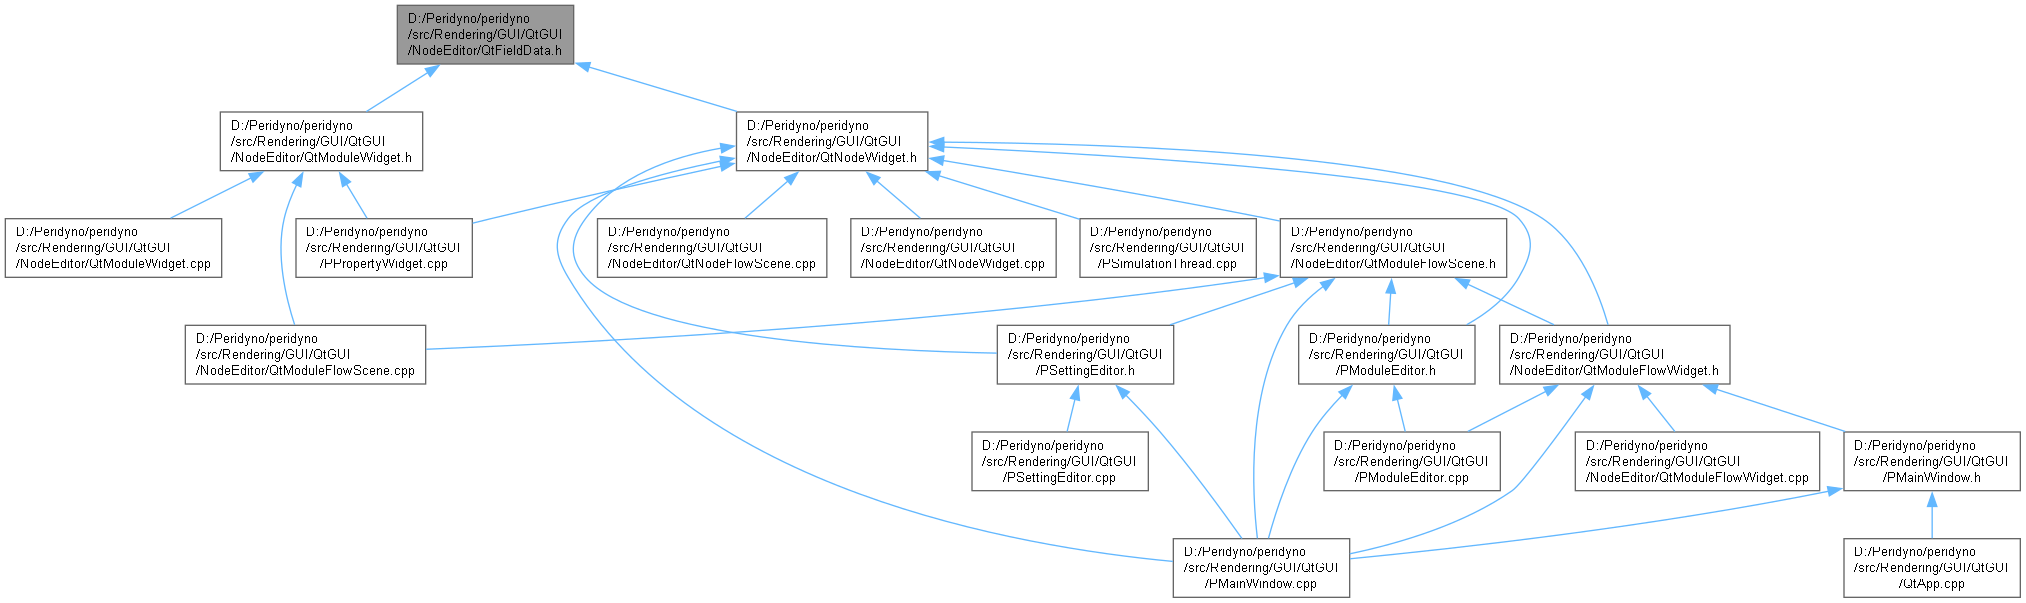 D:/Peridyno/peridyno
/src/Rendering/GUI/QtGUI
/NodeEditor/QtFieldData.h
D:/Peridyno/peridyno
/src/Rendering/GUI/QtGUI
/NodeEditor/QtModuleWidget.h
D:/Peridyno/peridyno
/src/Rendering/GUI/QtGUI
/NodeEditor/QtNodeWidget.h
D:/Peridyno/peridyno
/src/Rendering/GUI/QtGUI
/NodeEditor/QtModuleWidget.cpp
D:/Peridyno/peridyno
/src/Rendering/GUI/QtGUI
/PPropertyWidget.cpp
D:/Peridyno/peridyno
/src/Rendering/GUI/QtGUI
/NodeEditor/QtNodeFlowScene.cpp
D:/Peridyno/peridyno
/src/Rendering/GUI/QtGUI
/NodeEditor/QtNodeWidget.cpp
D:/Peridyno/peridyno
/src/Rendering/GUI/QtGUI
/PSimulationThread.cpp
D:/Peridyno/peridyno
/src/Rendering/GUI/QtGUI
/NodeEditor/QtModuleFlowScene.h
D:/Peridyno/peridyno
/src/Rendering/GUI/QtGUI
/NodeEditor/QtModuleFlowScene.cpp
D:/Peridyno/peridyno
/src/Rendering/GUI/QtGUI
/PSettingEditor.h
D:/Peridyno/peridyno
/src/Rendering/GUI/QtGUI
/PModuleEditor.h
D:/Peridyno/peridyno
/src/Rendering/GUI/QtGUI
/NodeEditor/QtModuleFlowWidget.h
D:/Peridyno/peridyno
/src/Rendering/GUI/QtGUI
/PSettingEditor.cpp
D:/Peridyno/peridyno
/src/Rendering/GUI/QtGUI
/PModuleEditor.cpp
D:/Peridyno/peridyno
/src/Rendering/GUI/QtGUI
/NodeEditor/QtModuleFlowWidget.cpp
D:/Peridyno/peridyno
/src/Rendering/GUI/QtGUI
/PMainWindow.h
D:/Peridyno/peridyno
/src/Rendering/GUI/QtGUI
/PMainWindow.cpp
D:/Peridyno/peridyno
/src/Rendering/GUI/QtGUI
/QtApp.cpp